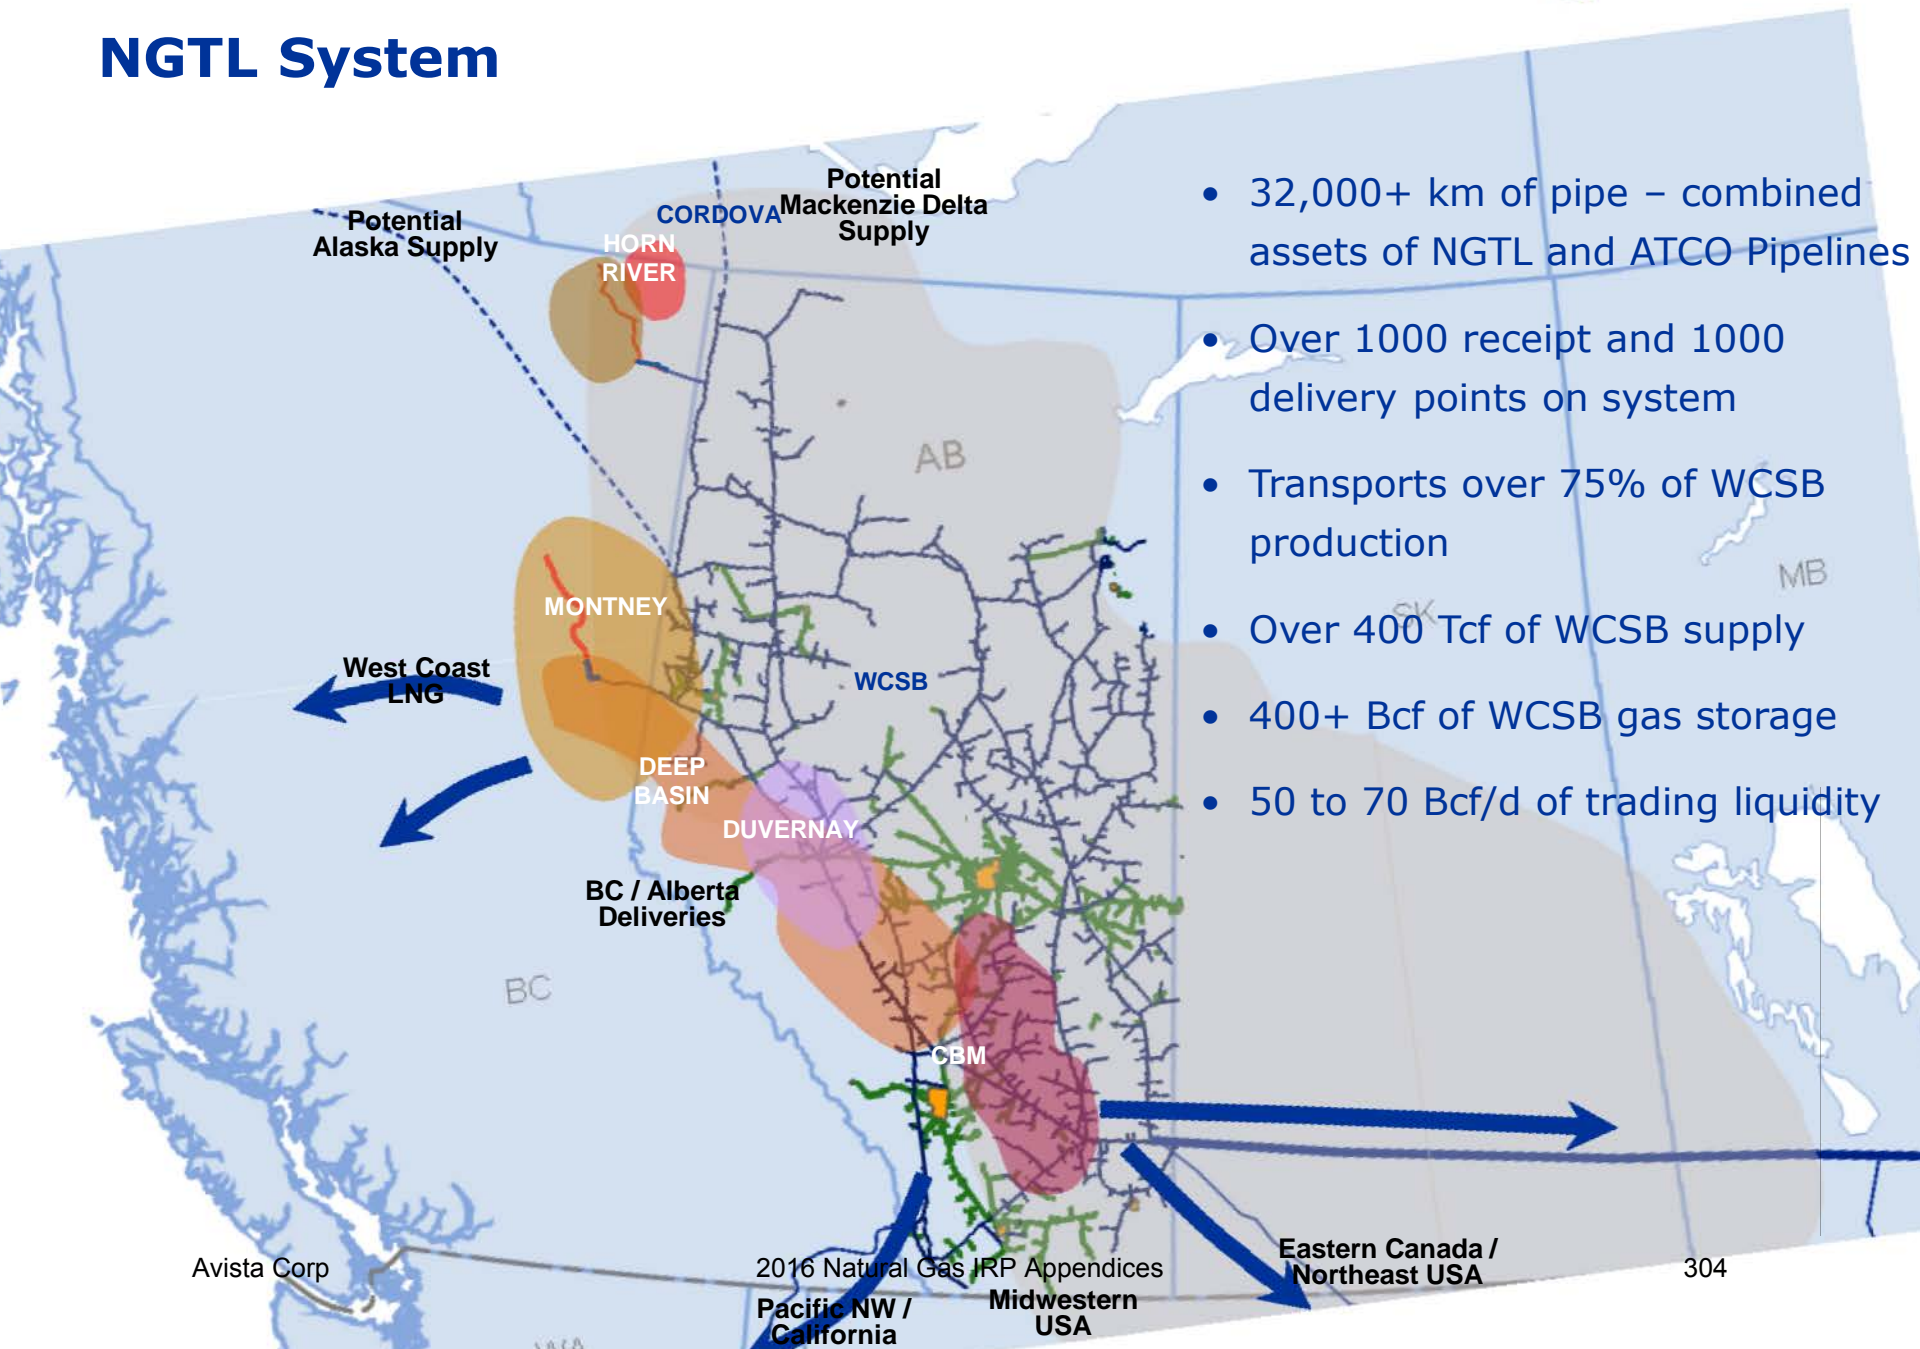 NGTL System
Potential
Alaska Supply
CORDOVA
Potential
Mackenzie Delta
Supply
HORN
RIVER
• 32,000+ km of pipe – combined
assets of NGTL and ATCO Pipelines
• Over 1000 receipt and 1000
delivery points on system
• Transports over 75% of WCSB
production
• Over 400 Tcf of WCSB supply
• 400+ Bcf of WCSB gas storage
• 50 to 70 Bcf/d of trading liquidity
AB
SK
MB
MONTNEY
West Coast
LNG
WCSB
DEEP
BASIN
DUVERNAY
BC / Alberta
Deliveries
BC
CBM
Eastern Canada /
Northeast USA
Midwestern
USA
Pacific NW /
California
WA
Avista Corp
2016 Natural Gas IRP Appendices
304